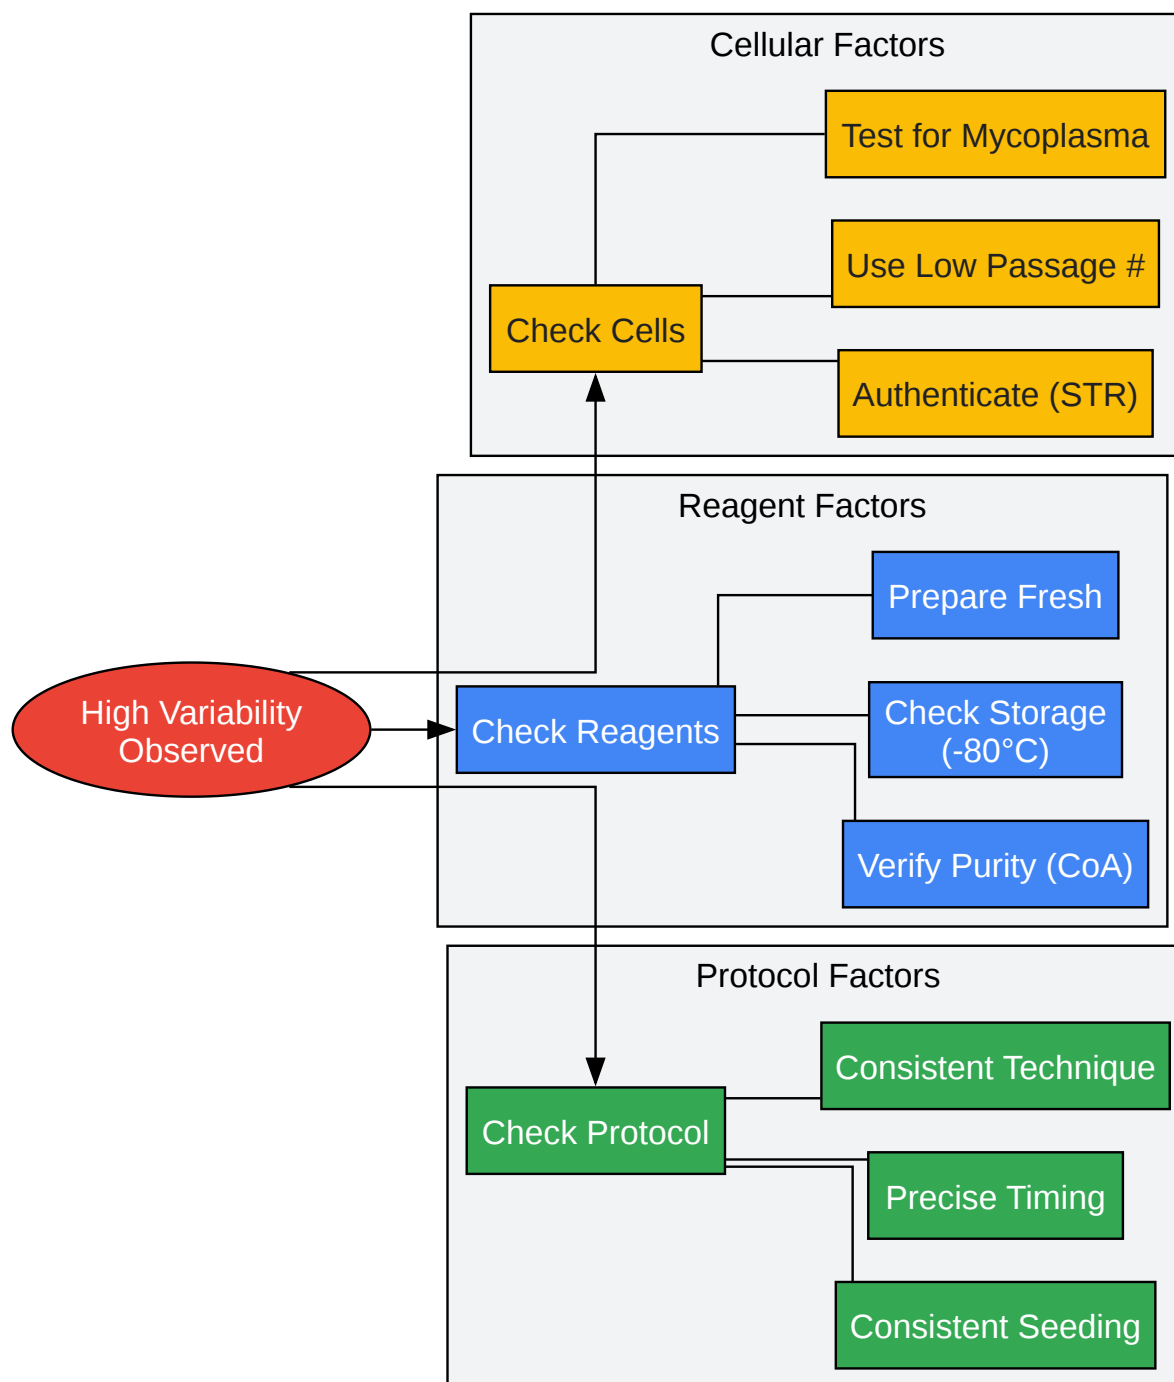 Cellular Factors
Test for Mycoplasma
Use Low Passage #
Check Cells
Authenticate (STR)
Reagent Factors
Prepare Fresh
High Variability
Observed
Check Reagents
Check Storage
(-80°C)
Verify Purity (CoA)
Protocol Factors
Consistent Technique
Check Protocol
Precise Timing
Consistent Seeding